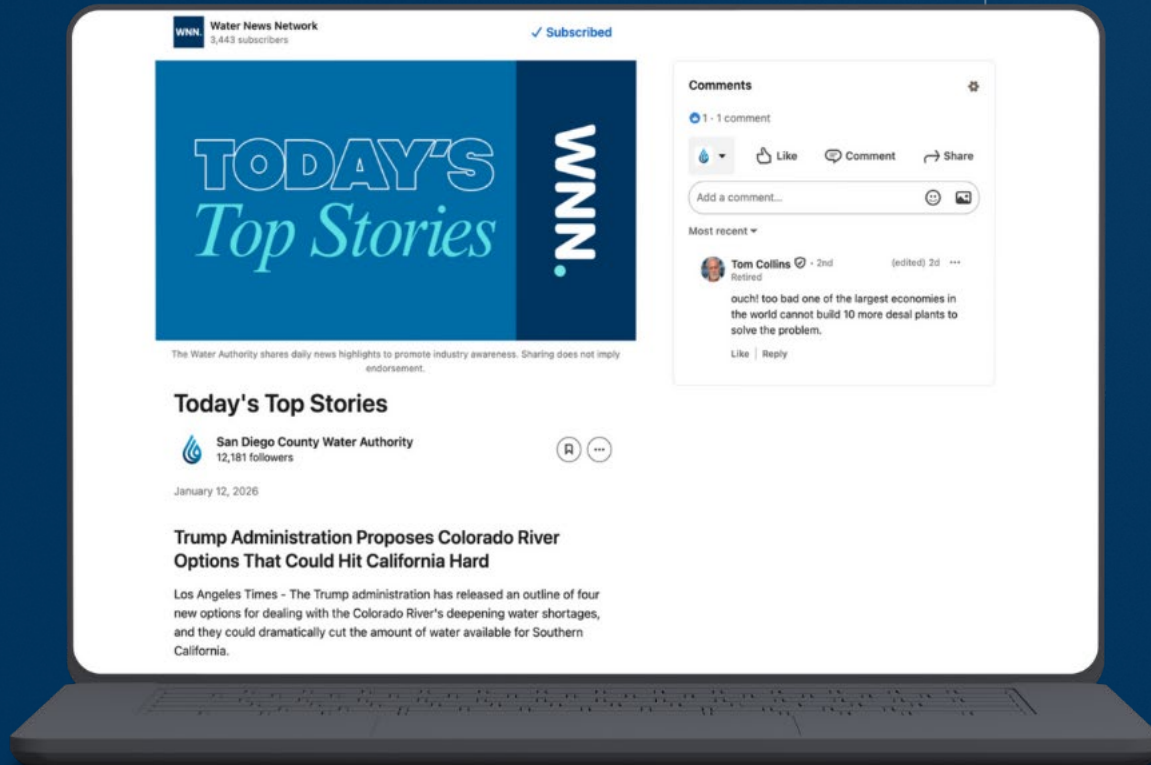 WNN.
Water News Network
3,443 subscribers
✓ Subscribed
TODAY'S
Top Stories
WNN.
The Water Authority shares daily news highlights to promote industry awareness. Sharing does not imply
endorsement.
Today's Top Stories
San Diego County Water Authority
12,181 followers
January 12, 2026
Trump Administration Proposes Colorado River
Options That Could Hit California Hard
Los Angeles Times - The Trump administration has released an outline of four
new options for dealing with the Colorado River's deepening water shortages,
and they could dramatically cut the amount of water available for Southern
California.
Comments
1 · 1 comment
Like
Comment
Share
Add a comment...
Most recent
Tom Collins · 2nd
(edited) 2d ···
Retired
ouch! too bad one of the largest economies in
the world cannot build 10 more desal plants to
solve the problem.
Like | Reply